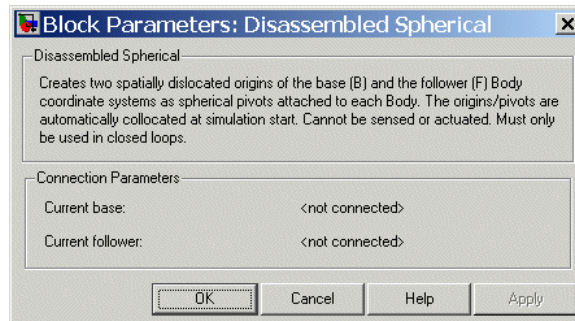 Block Parameters: Disassembled Spherical
Disassembled Spherical
Creates two spatially dislocated origins of the base (B) and the follower (F) Body
coordinate systems as spherical pivots attached to each Body. The origins/pivots are
automatically collocated at simulation start. Cannot be sensed or actuated. Must only
be used in closed loops.
Connection Parameters
Current base: <not connected>
Current follower: <not connected>
OK Cancel Help Apply